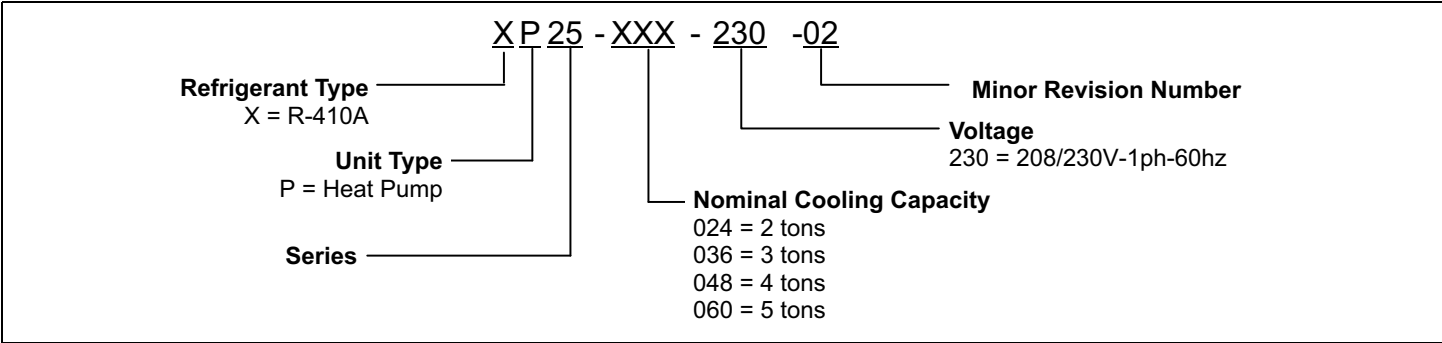 XP25 - XXX - 230 -02
Refrigerant Type
X = R-410A
Unit Type
P = Heat Pump
Series
Minor Revision Number
Voltage
230 = 208/230V-1ph-60hz
Nominal Cooling Capacity
024 = 2 tons
036 = 3 tons
048 = 4 tons
060 = 5 tons